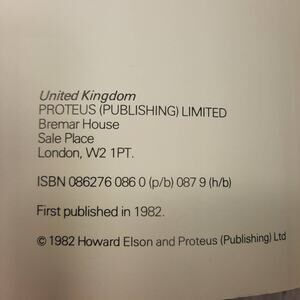 United Kingdom
PROTEUS (PUBLISHING) LIMITED
Bremar House
Sale Place
London, W2 1PT.
ISBN 086276 086 0 (p/b) 087 9 (h/b)
First published in 1982.
© 1982 Howard Elson and Proteus (Publishing) Ltd